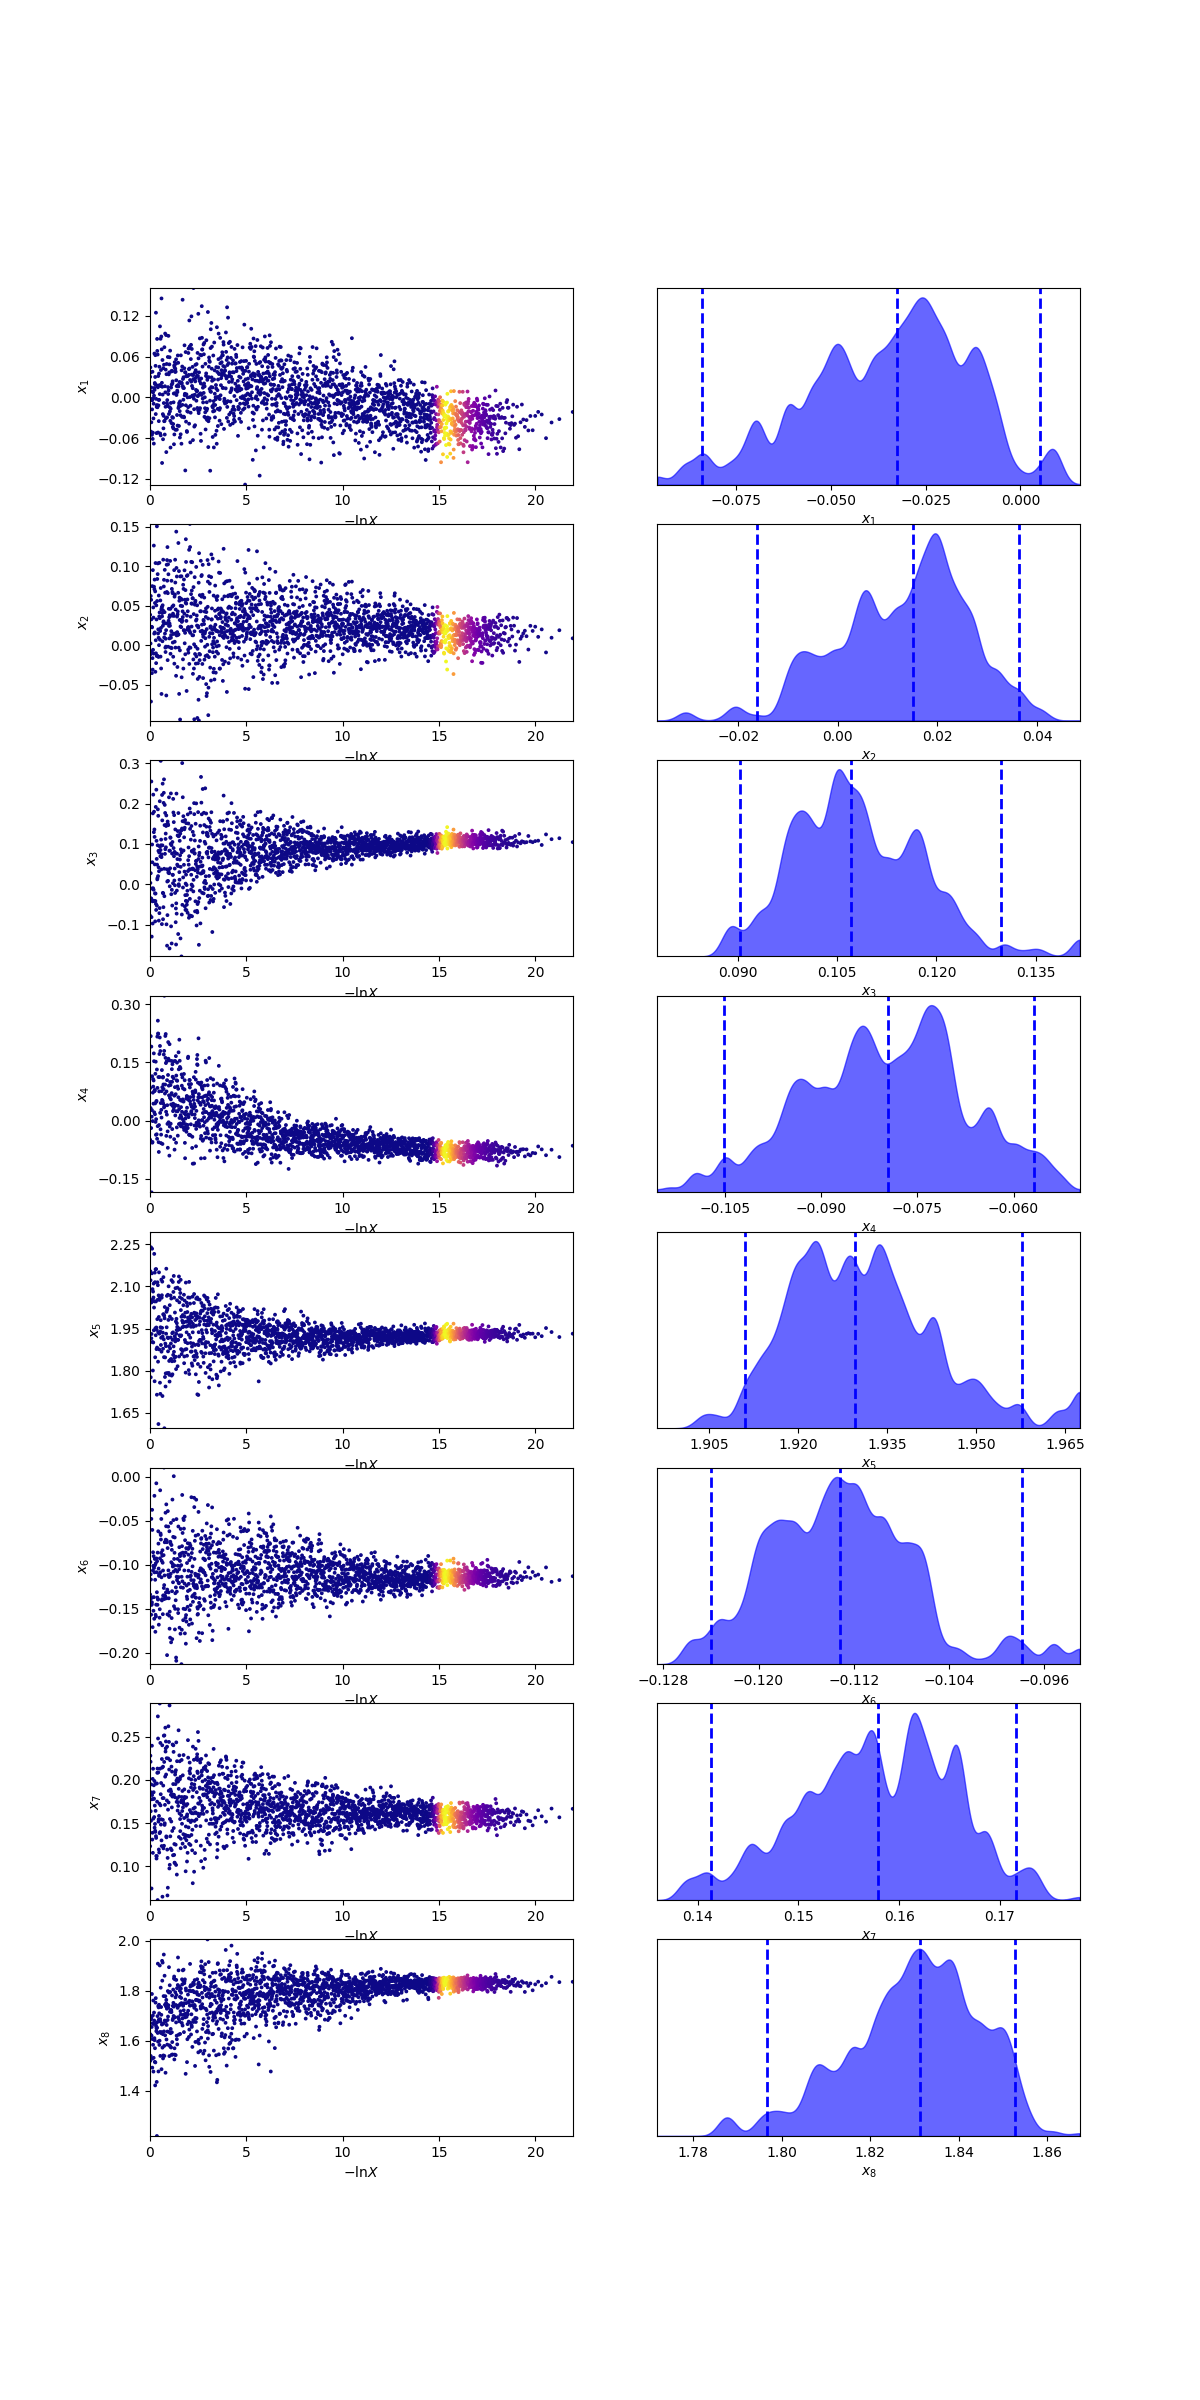 0.12
0.06
0.00
−0.06
−0.12
x₁
0 5 10 15 20
−lnX
−0.075 −0.050 −0.025 0.000
x₁
0.15
0.10
0.05
0.00
−0.05
x₂
0 5 10 15 20
−lnX
−0.02 0.00 0.02 0.04
x₂
0.3
0.2
0.1
0.0
−0.1
x₃
0 5 10 15 20
−lnX
0.090 0.105 0.120 0.135
x₃
0.30
0.15
0.00
−0.15
x₄
0 5 10 15 20
−lnX
−0.105 −0.090 −0.075 −0.060
x₄
2.25
2.10
1.95
1.80
1.65
x₅
0 5 10 15 20
−lnX
1.905 1.920 1.935 1.950 1.965
x₅
0.00
−0.05
−0.10
−0.15
−0.20
x₆
0 5 10 15 20
−lnX
−0.128 −0.120 −0.112 −0.104 −0.096
x₆
0.25
0.20
0.15
0.10
x₇
0 5 10 15 20
−lnX
0.14 0.15 0.16 0.17
x₇
2.0
1.8
1.6
1.4
x₈
0 5 10 15 20
−lnX
1.78 1.80 1.82 1.84 1.86
x₈